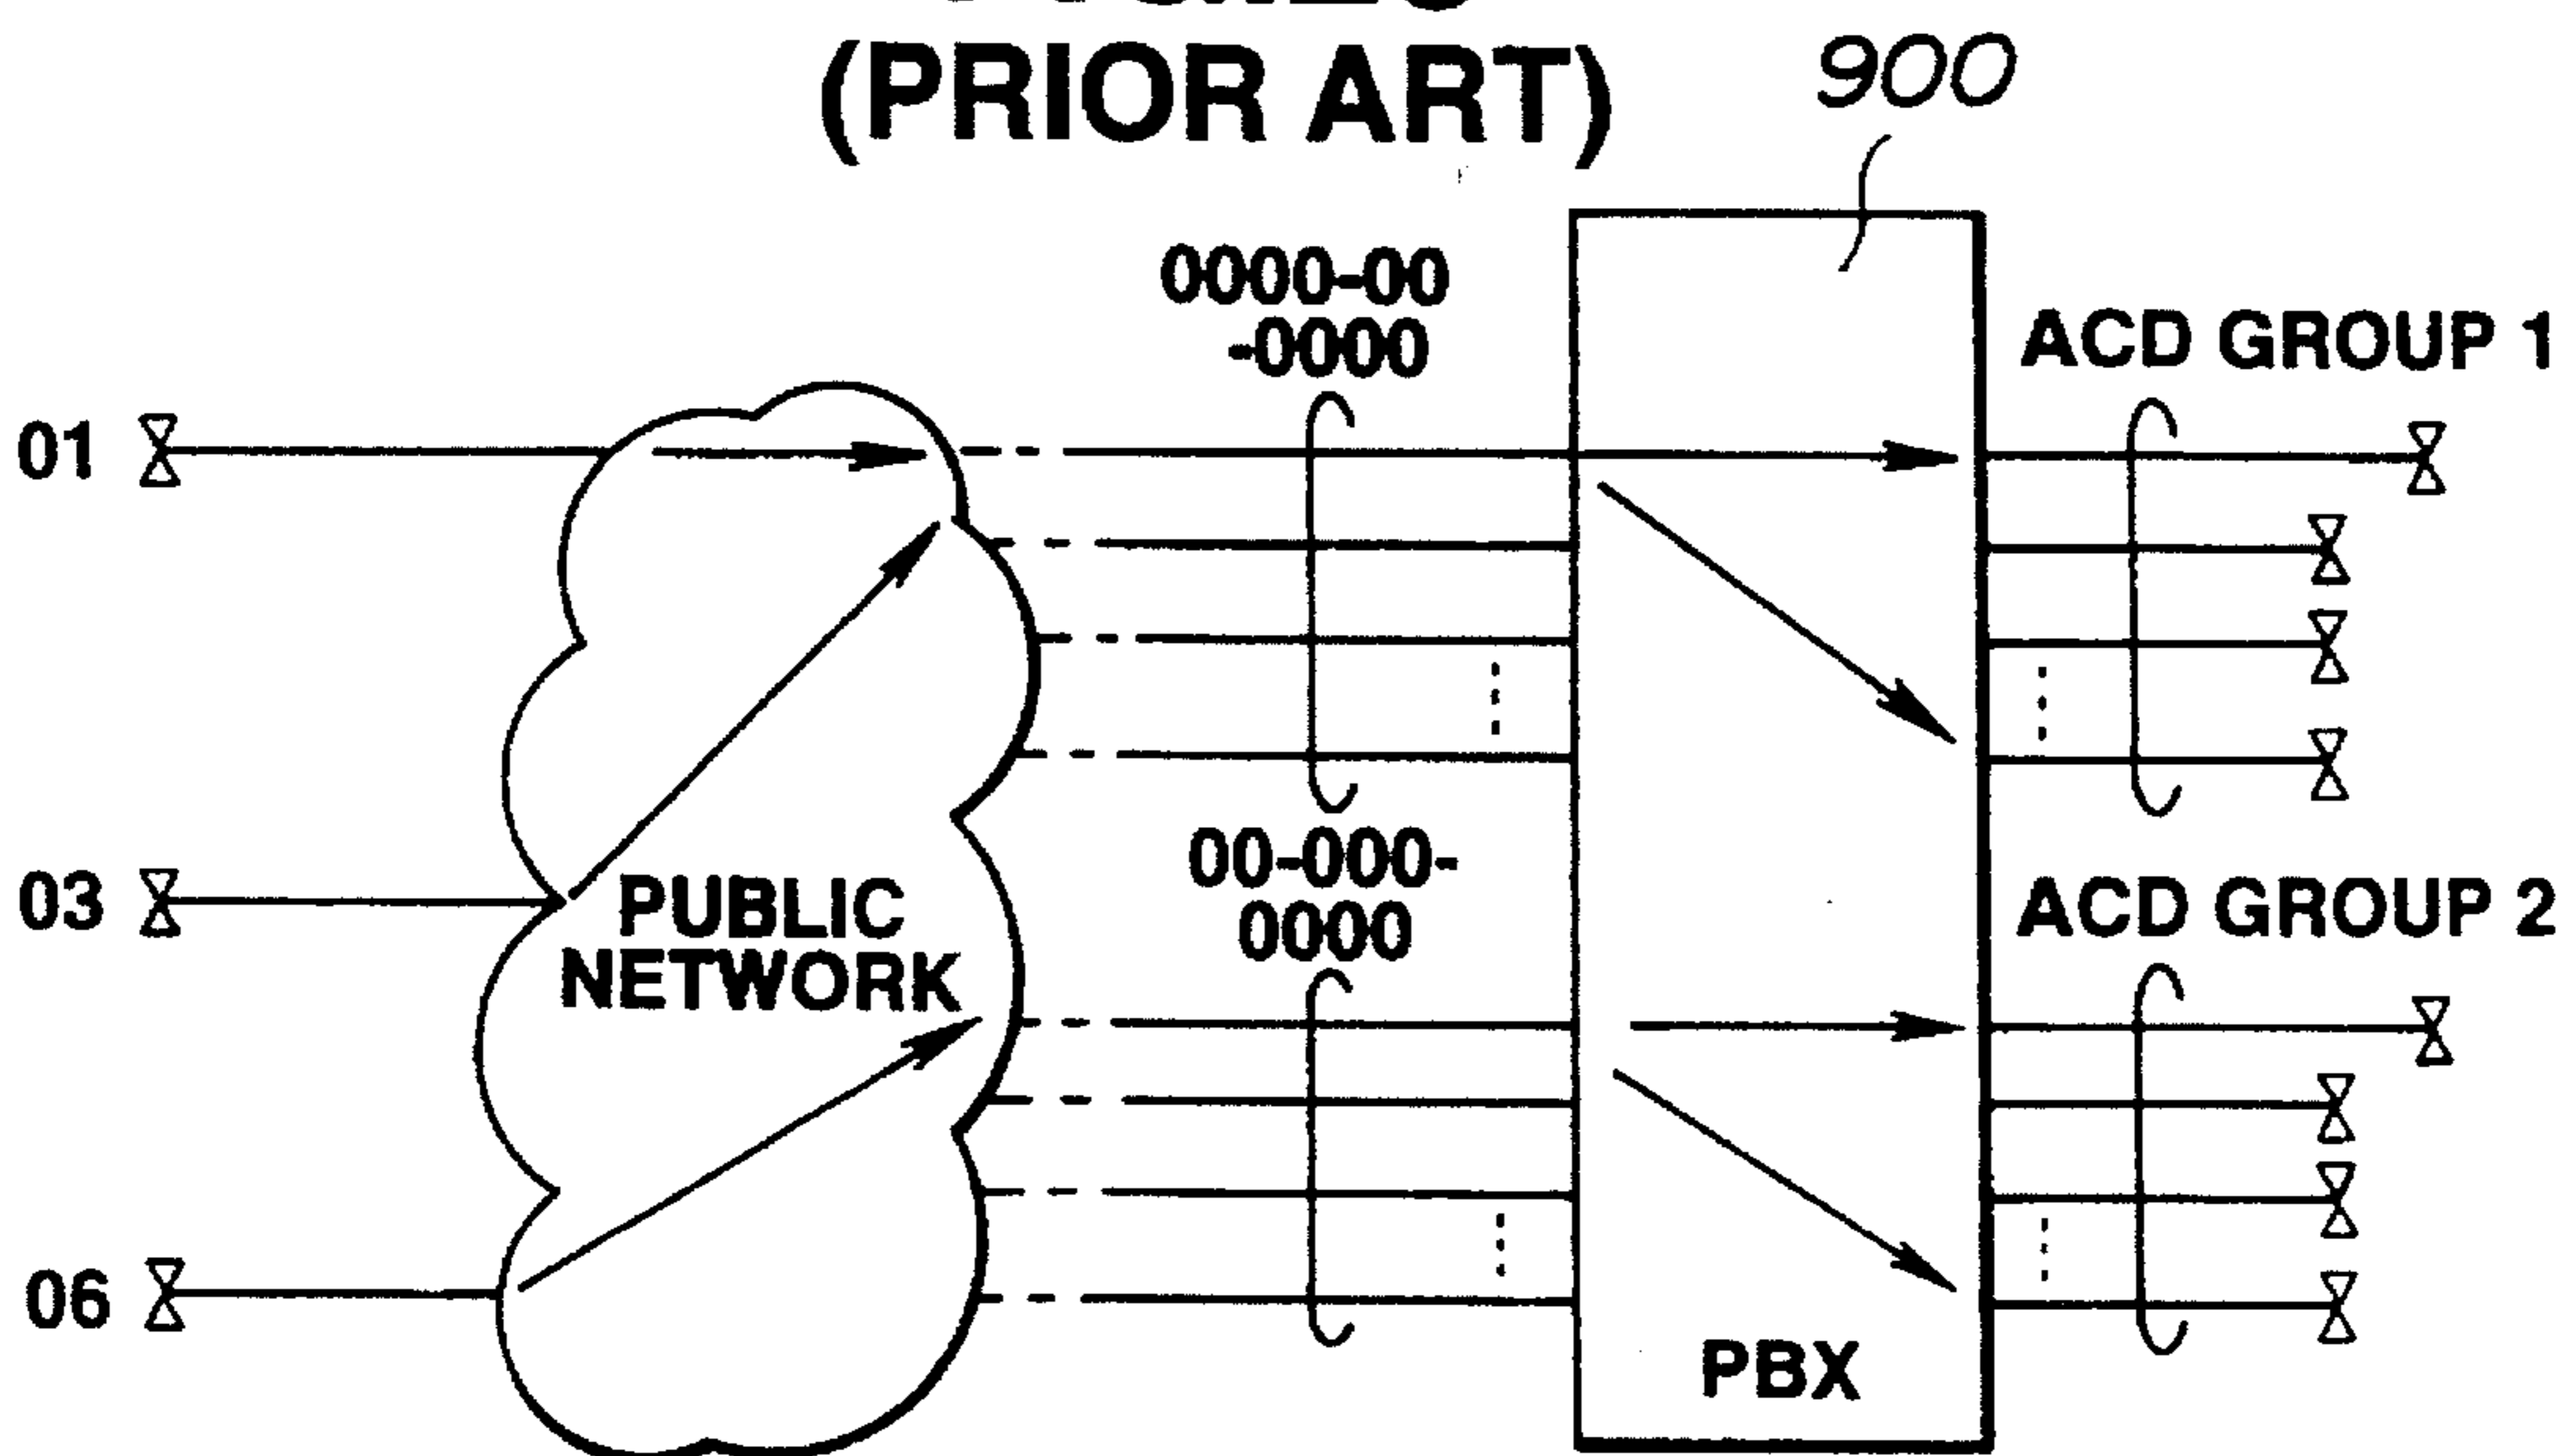 (PRIOR ART)
900
0000-00
-0000
ACD GROUP 1
01
03
PUBLIC
NETWORK
00-000-
0000
ACD GROUP 2
06
PBX